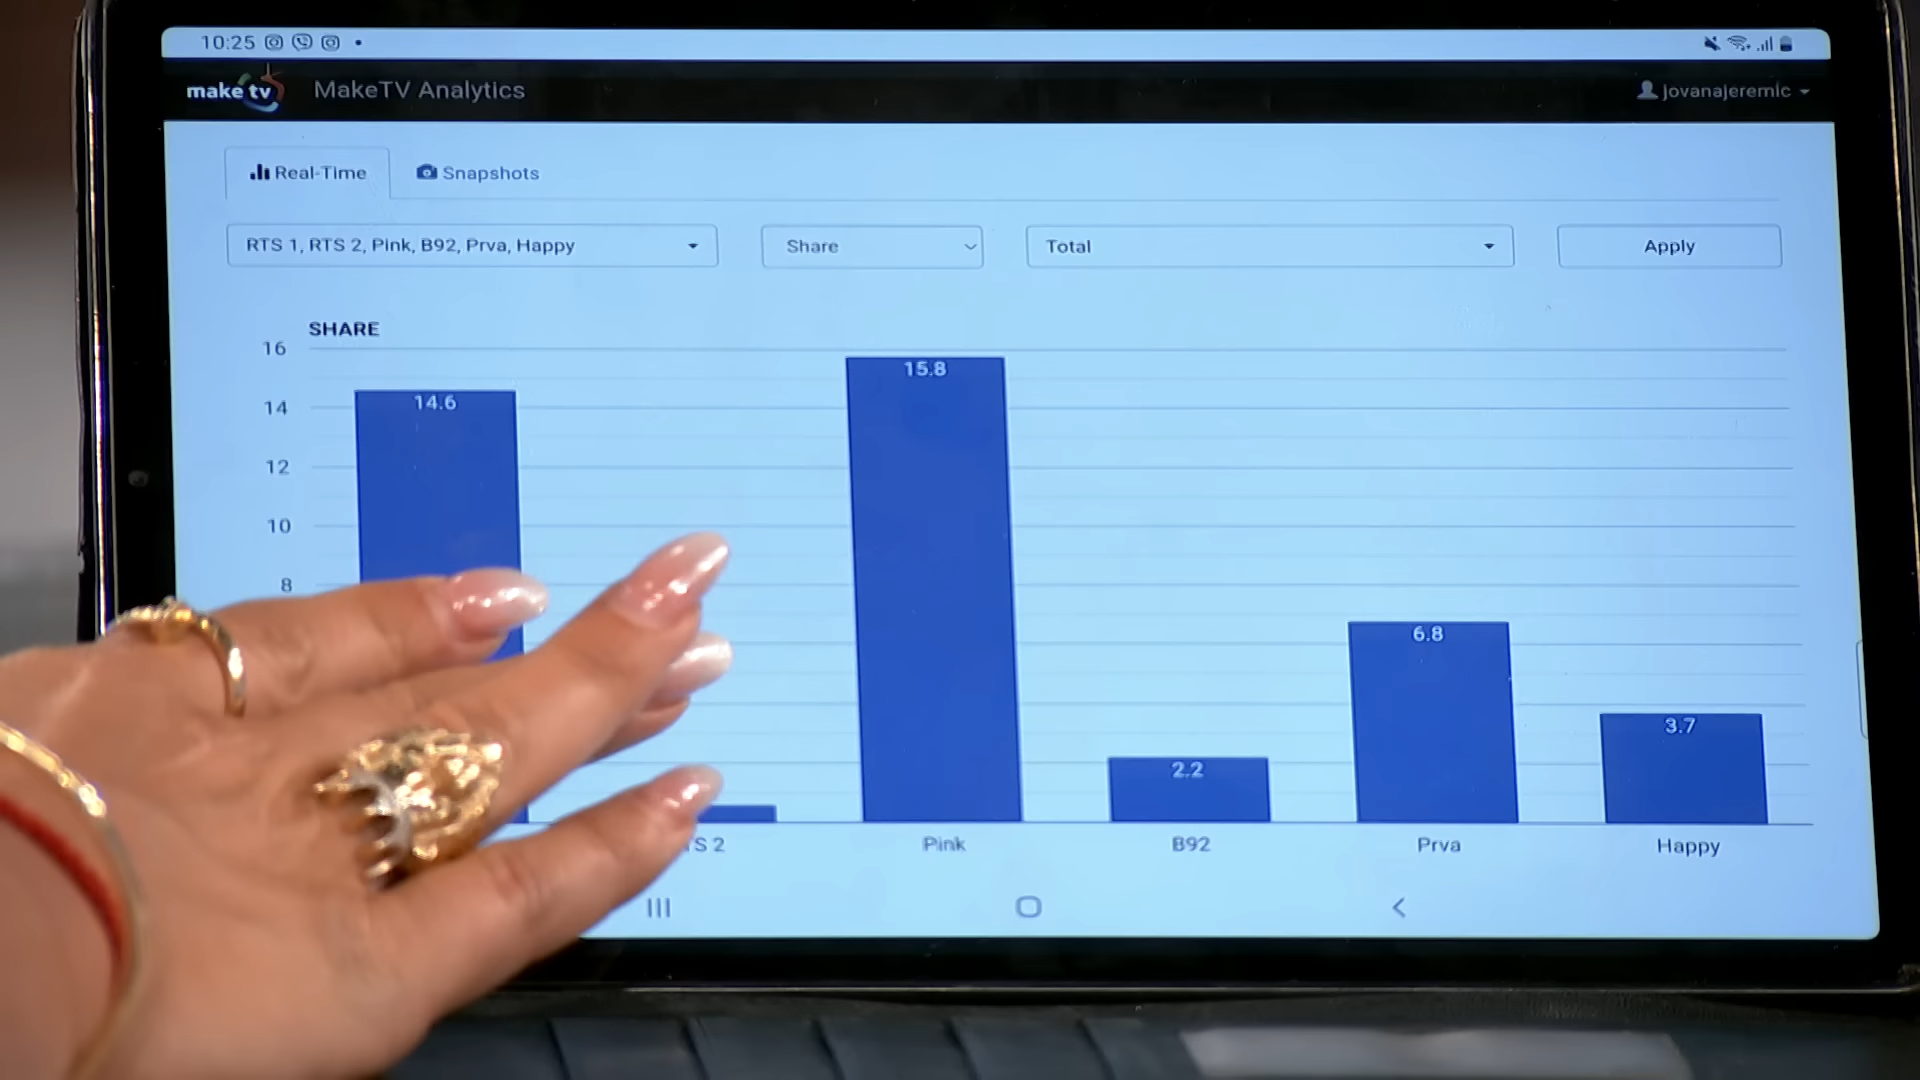 10:25
make tv MakeTV Analytics jovanajeremic
Real-Time Snapshots
RTS 1, RTS 2, Pink, B92, Prva, Happy Share Total Apply
SHARE
16
15.8
14.6
14
12
10
8
6.8
3.7
2.2
TS 2 Pink B92 Prva Happy